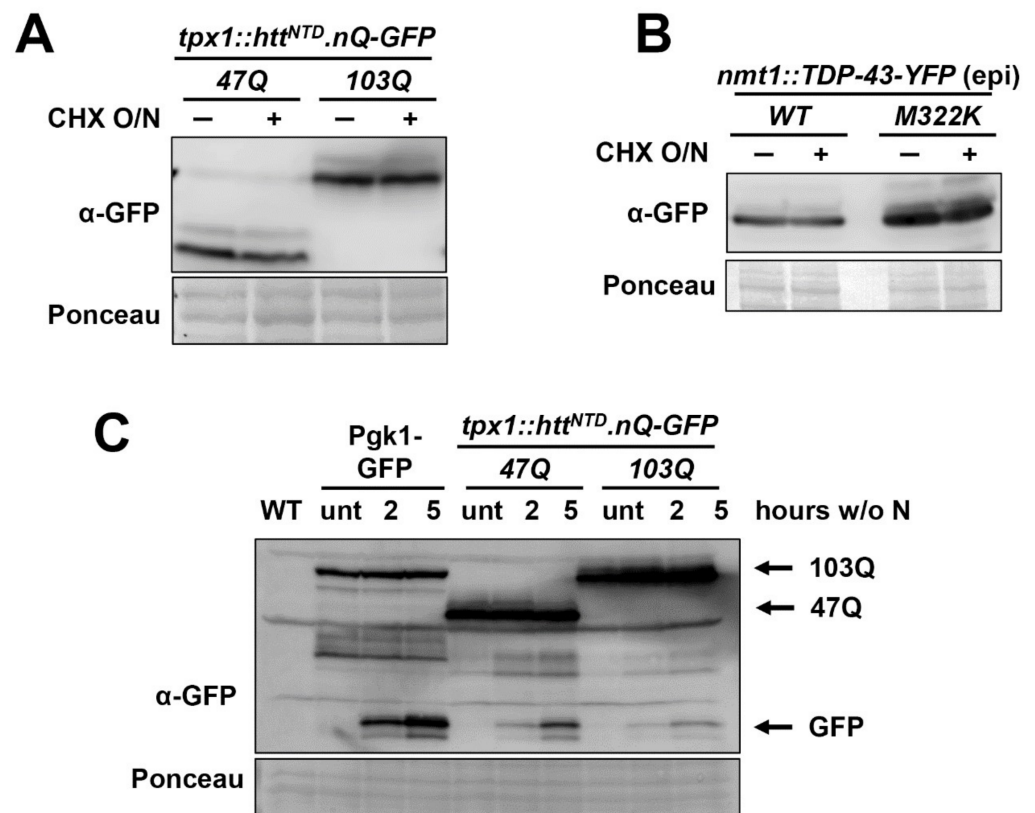 A
tpx1::htt^NTD.nQ-GFP
47Q 103Q
CHX O/N – + – +
α-GFP
Ponceau
B
nmt1::TDP-43-YFP (epi)
WT M322K
CHX O/N – + – +
α-GFP
Ponceau
C
Pgk1-
GFP
tpx1::htt^NTD.nQ-GFP
47Q 103Q
WT unt 2 5 unt 2 5 unt 2 5 hours w/o N
103Q
47Q
α-GFP
GFP
Ponceau